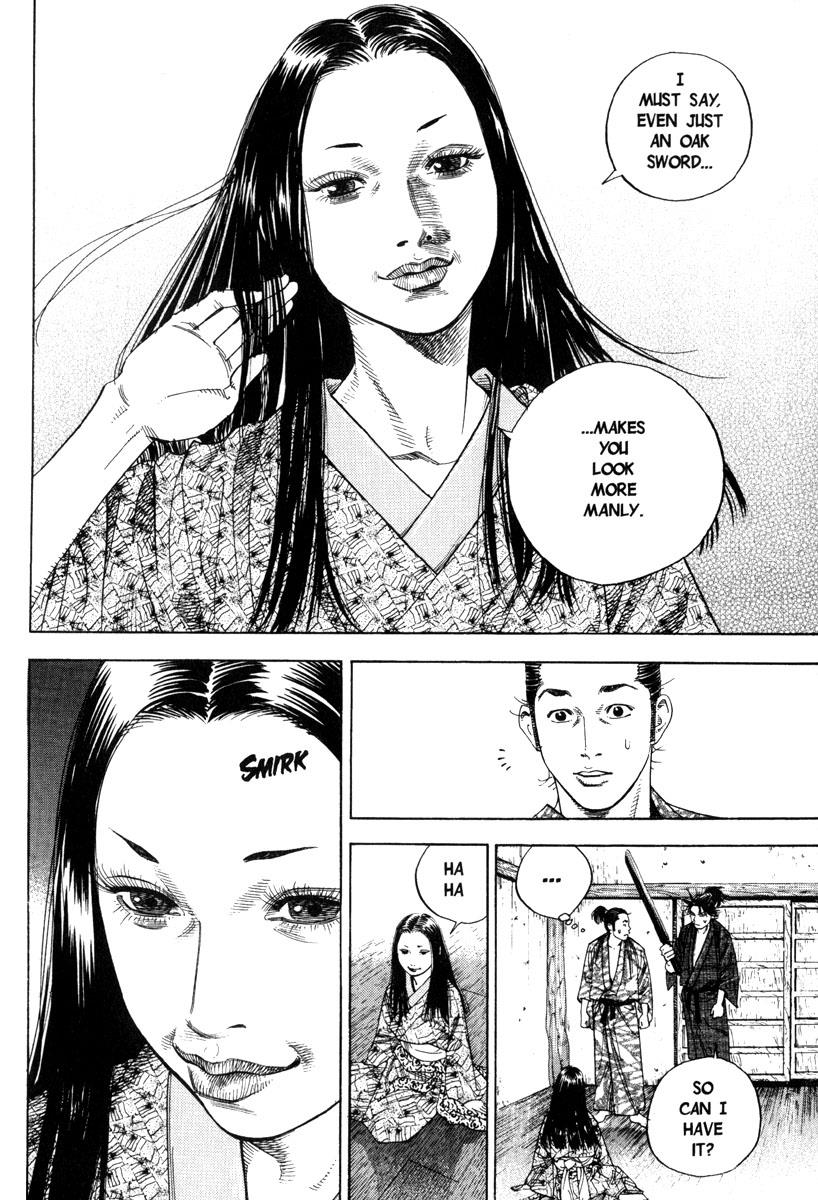 I
MUST SAY,
EVEN JUST
AN OAK
SWORD...
...MAKES
YOU
LOOK
MORE
MANLY.
SMIRK
HA
HA
...
SO
CAN I
HAVE
IT?